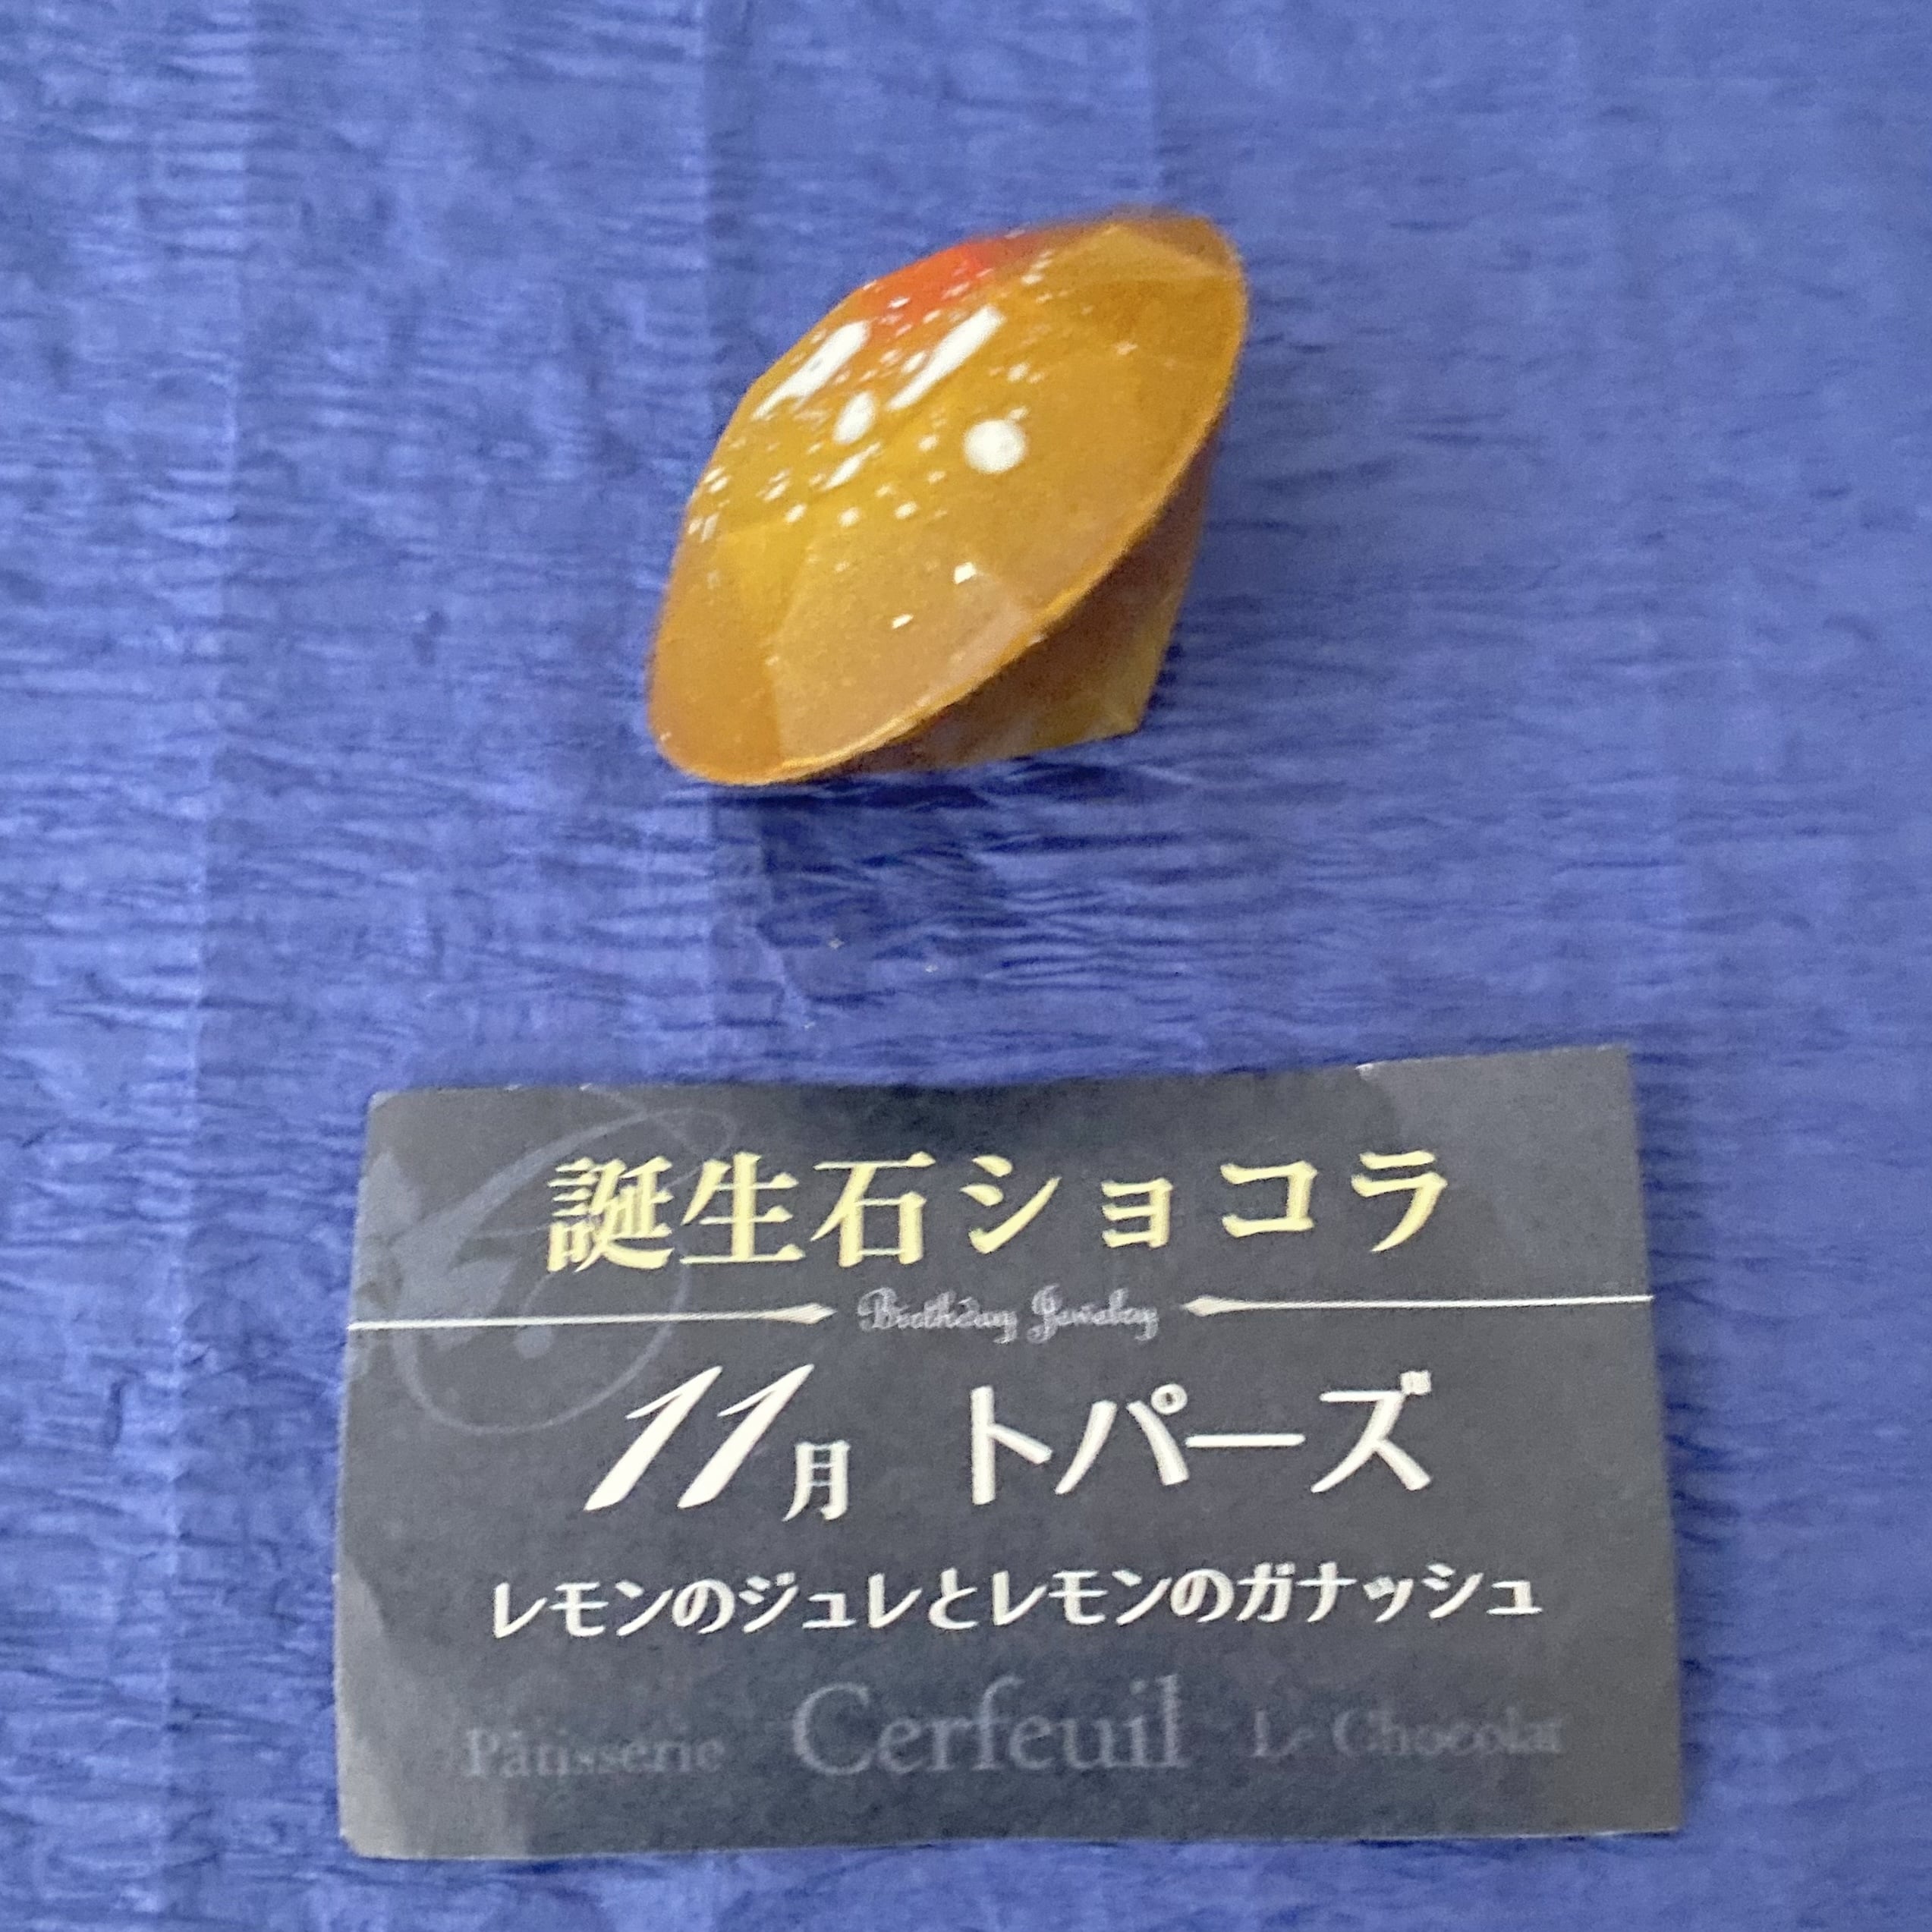 誕生石ショコラ
Birthday Jewelry
11月 トパーズ
レモンのジュレとレモンのガナッシュ
Pâtisserie Cerfeuil Le Chocolat